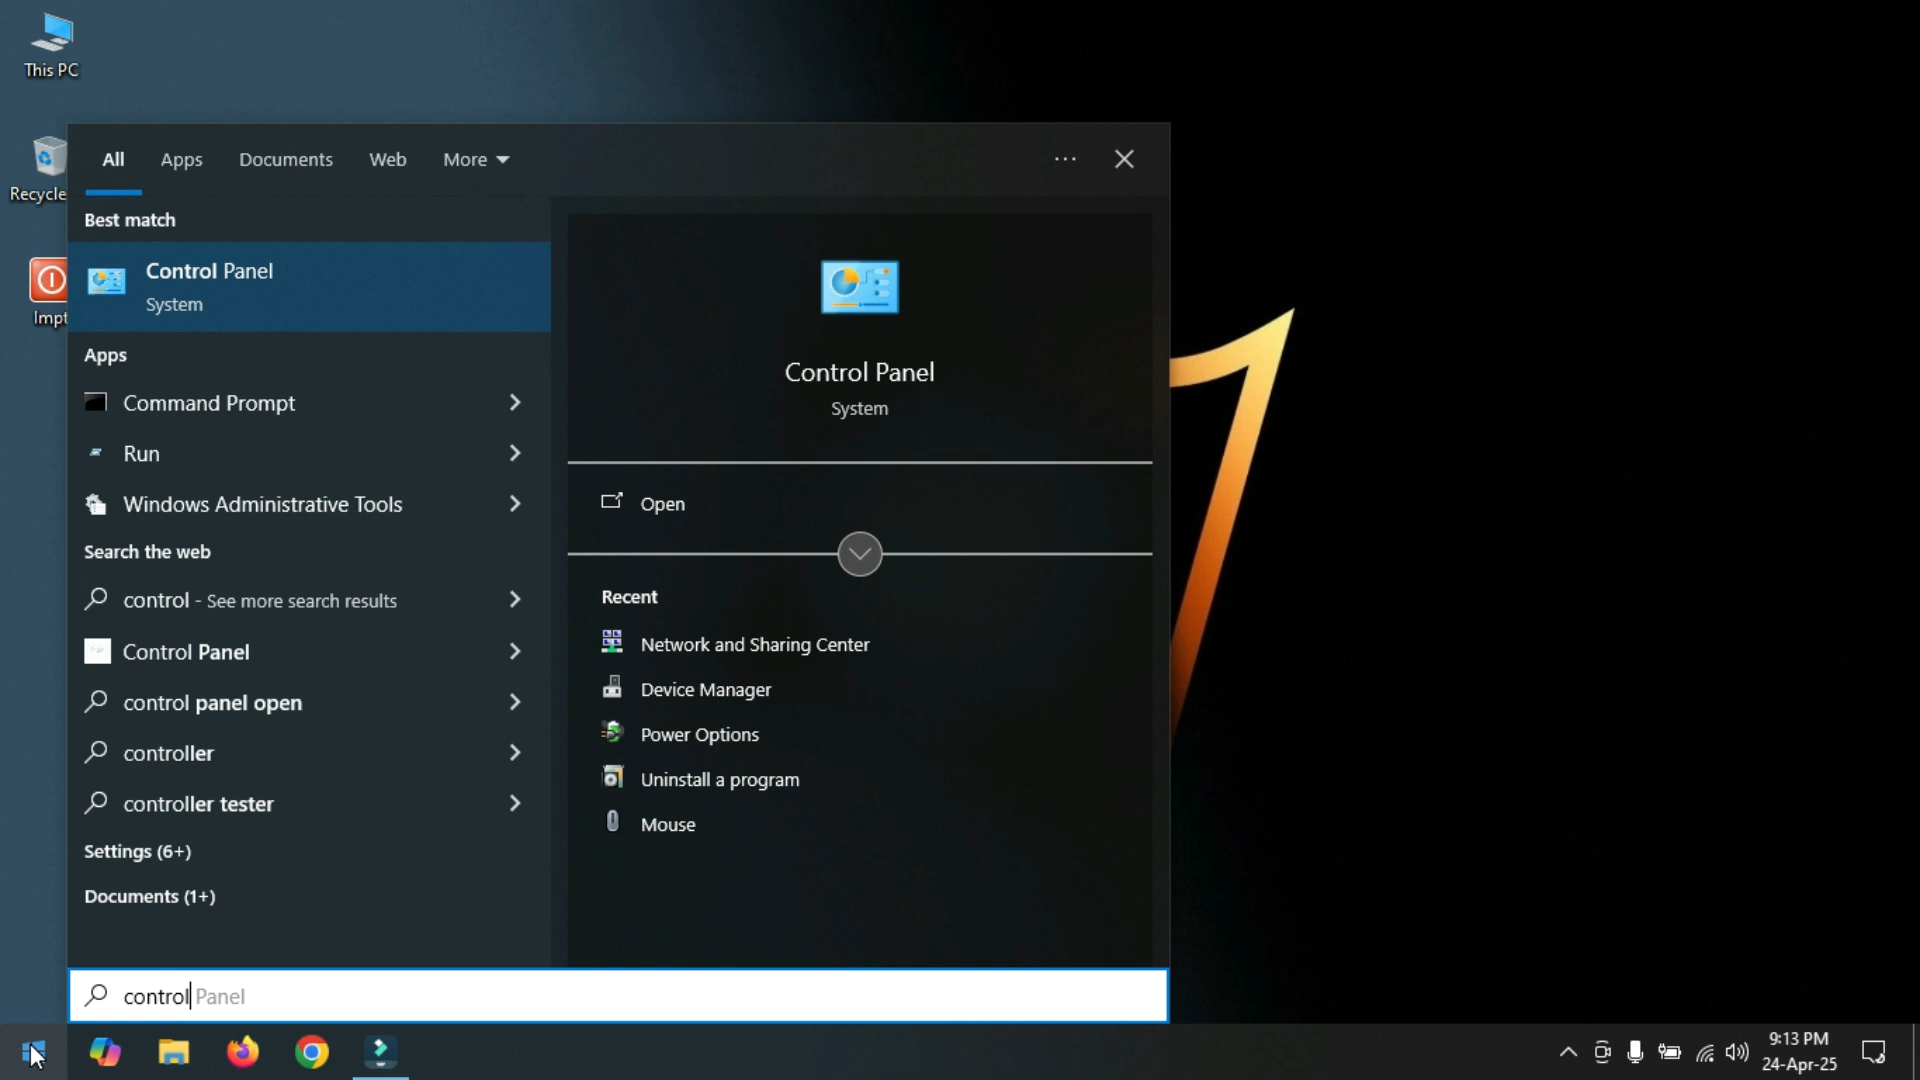 This PC
Recycle
Impt
All Apps Documents Web More
Best match
Control Panel
System
Apps
Command Prompt
Run
Windows Administrative Tools
Search the web
control - See more search results
Control Panel
control panel open
controller
controller tester
Settings (6+)
Documents (1+)
Control Panel
System
Open
Recent
Network and Sharing Center
Device Manager
Power Options
Uninstall a program
Mouse
control Panel
9:13 PM
24-Apr-25